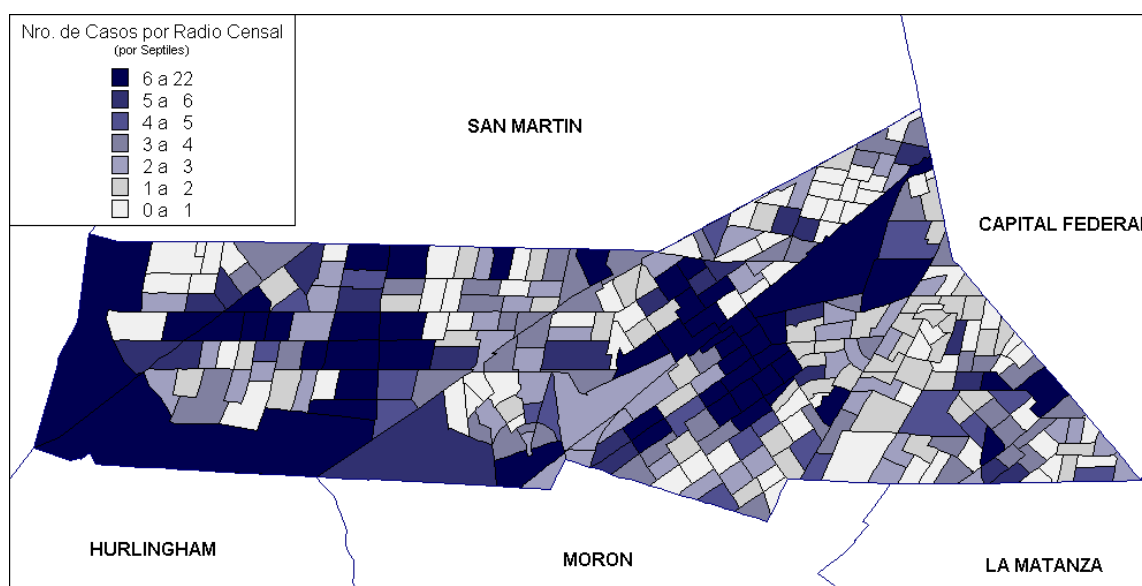 Nro. de Casos por Radio Censal
(por Septiles)
6 a 22
5 a 6
4 a 5
3 a 4
2 a 3
1 a 2
0 a 1
SAN MARTIN
CAPITAL FEDERAL
HURLINGHAM
MORON
LA MATANZA